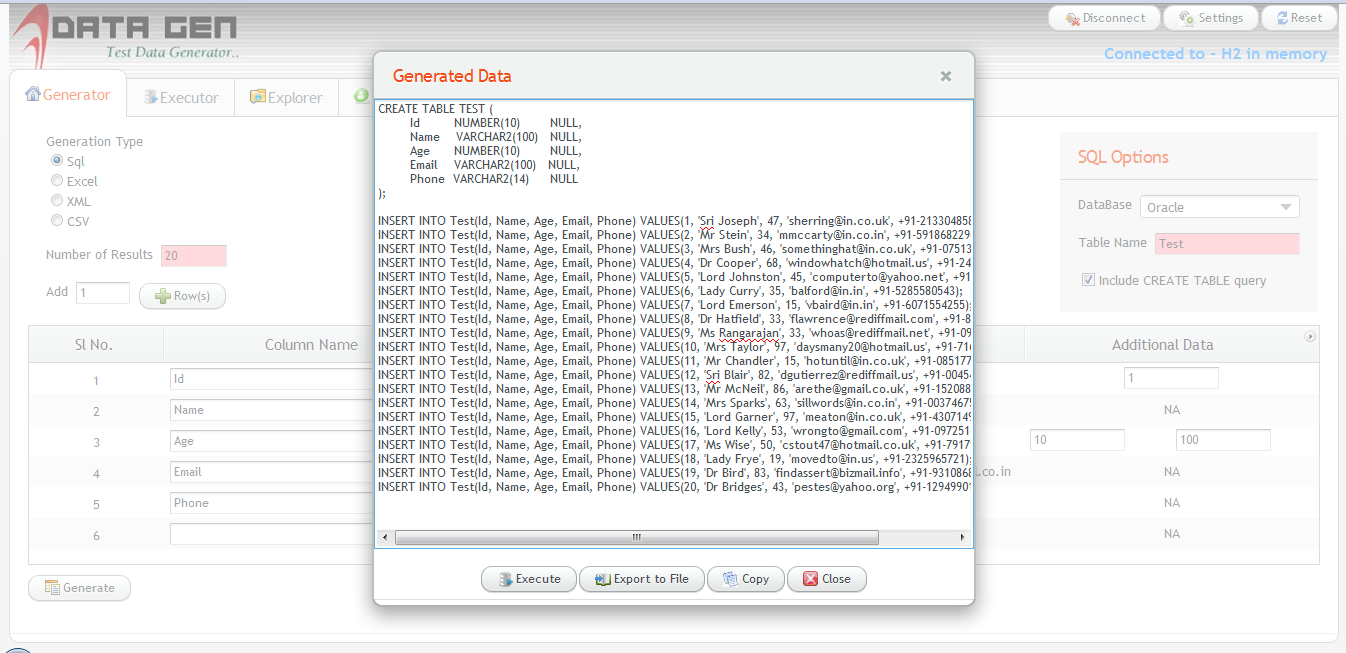 DATA GEN
Test Data Generator..
Disconnect
Settings
Reset
Connected to - H2 in memory
Generator
Executor
Explorer
Generation Type
Sql
Excel
XML
CSV
Number of Results 20
Add 1 Row(s)
Generated Data
CREATE TABLE TEST (
Id NUMBER(10) NULL,
Name VARCHAR2(100) NULL,
Age NUMBER(10) NULL,
Email VARCHAR2(100) NULL,
Phone VARCHAR2(14) NULL
);
INSERT INTO Test(Id, Name, Age, Email, Phone) VALUES(1, 'Sri Joseph', 47, 'sherring@in.co.uk', +91-213304858
INSERT INTO Test(Id, Name, Age, Email, Phone) VALUES(2, 'Mr Stein', 34, 'mmccarty@in.co.in', +91-591868229
INSERT INTO Test(Id, Name, Age, Email, Phone) VALUES(3, 'Mrs Bush', 46, 'somethinghat@in.co.uk', +91-07513
INSERT INTO Test(Id, Name, Age, Email, Phone) VALUES(4, 'Dr Cooper', 68, 'windowhatch@hotmail.us', +91-24
INSERT INTO Test(Id, Name, Age, Email, Phone) VALUES(5, 'Lord Johnston', 45, 'computerto@yahoo.net', +91
INSERT INTO Test(Id, Name, Age, Email, Phone) VALUES(6, 'Lady Curry', 35, 'balford@in.in', +91-5285580543);
INSERT INTO Test(Id, Name, Age, Email, Phone) VALUES(7, 'Lord Emerson', 15, 'vbaird@in.in', +91-6071554255);
INSERT INTO Test(Id, Name, Age, Email, Phone) VALUES(8, 'Dr Hatfield', 33, 'flawrence@rediffmail.com', +91-8
INSERT INTO Test(Id, Name, Age, Email, Phone) VALUES(9, 'Ms Rangarajan', 33, 'whoas@rediffmail.net', +91-09
INSERT INTO Test(Id, Name, Age, Email, Phone) VALUES(10, 'Mrs Taylor', 97, 'daysmany20@hotmail.us', +91-716
INSERT INTO Test(Id, Name, Age, Email, Phone) VALUES(11, 'Mr Chandler', 15, 'hotuntil@in.co.uk', +91-085177
INSERT INTO Test(Id, Name, Age, Email, Phone) VALUES(12, 'Sri Blair', 82, 'dgutierrez@rediffmail.us', +91-0045
INSERT INTO Test(Id, Name, Age, Email, Phone) VALUES(13, 'Mr McNeil', 86, 'arethe@gmail.co.uk', +91-152088
INSERT INTO Test(Id, Name, Age, Email, Phone) VALUES(14, 'Mrs Sparks', 63, 'sillwords@in.co.in', +91-0037467
INSERT INTO Test(Id, Name, Age, Email, Phone) VALUES(15, 'Lord Garner', 97, 'meaton@in.co.uk', +91-4307149
INSERT INTO Test(Id, Name, Age, Email, Phone) VALUES(16, 'Lord Kelly', 53, 'wrongto@gmail.com', +91-097251
INSERT INTO Test(Id, Name, Age, Email, Phone) VALUES(17, 'Ms Wise', 50, 'cstout47@hotmail.co.uk', +91-7917
INSERT INTO Test(Id, Name, Age, Email, Phone) VALUES(18, 'Lady Frye', 19, 'movedto@in.us', +91-2325965721);
INSERT INTO Test(Id, Name, Age, Email, Phone) VALUES(19, 'Dr Bird', 83, 'findassert@bizmail.info', +91-9310868
INSERT INTO Test(Id, Name, Age, Email, Phone) VALUES(20, 'Dr Bridges', 43, 'pestes@yahoo.org', +91-1294990
Execute
Export to File
Copy
Close
SQL Options
DataBase Oracle
Table Name Test
Include CREATE TABLE query
Sl No. Column Name Additional Data
1 Id 1
2 Name NA
3 Age 10 100
4 Email .co.in NA
5 Phone NA
6 NA
Generate